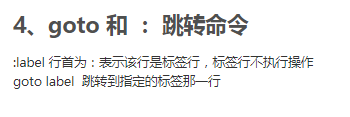 4、goto 和 ： 跳转命令
:label 行首为：表示该行是标签行，标签行不执行操作
goto label 跳转到指定的标签那一行